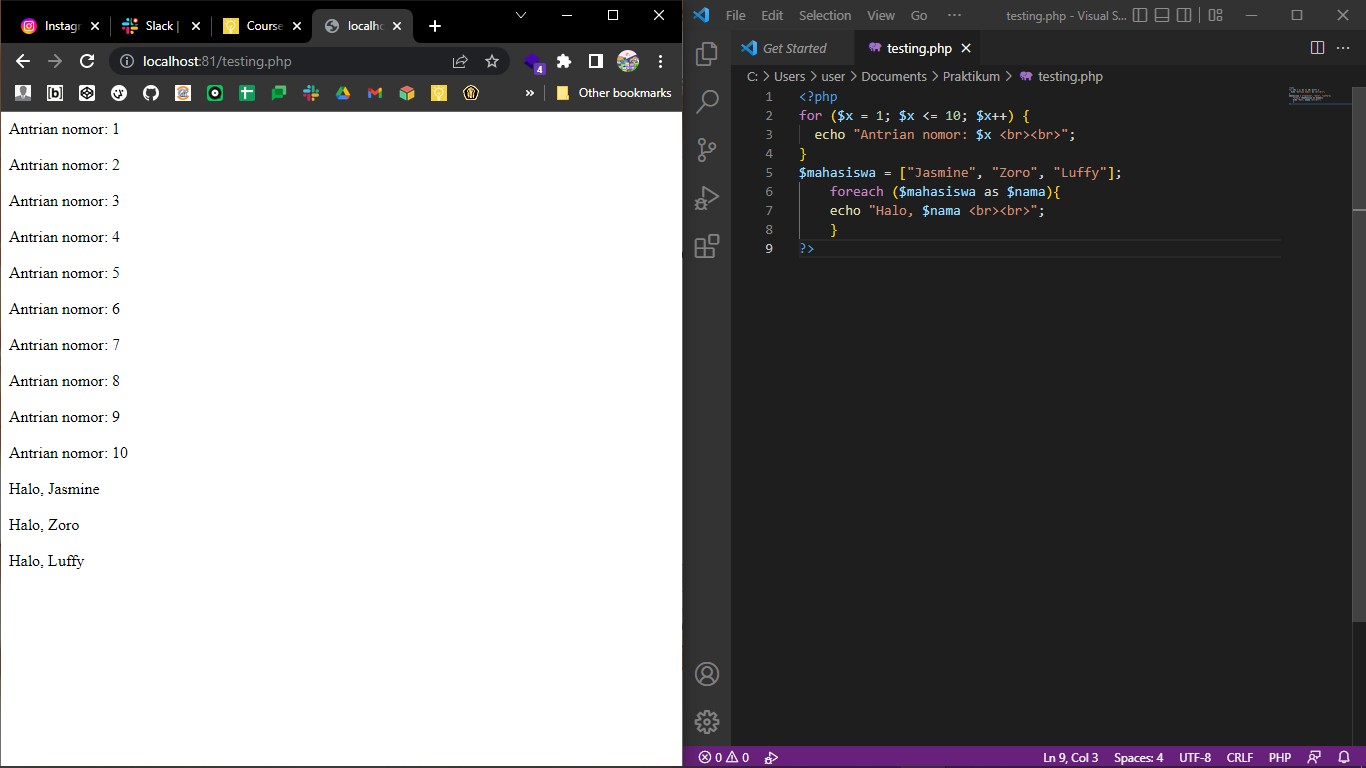 Instagr
Slack |
Course
localhc
localhost:81/testing.php
4
Other bookmarks
Antrian nomor: 1
Antrian nomor: 2
Antrian nomor: 3
Antrian nomor: 4
Antrian nomor: 5
Antrian nomor: 6
Antrian nomor: 7
Antrian nomor: 8
Antrian nomor: 9
Antrian nomor: 10
Halo, Jasmine
Halo, Zoro
Halo, Luffy
File Edit Selection View Go ··· testing.php - Visual S...
Get Started testing.php
C: > Users > user > Documents > Praktikum > testing.php
1 <?php
2 for ($x = 1; $x <= 10; $x++) {
3 echo "Antrian nomor: $x <br><br>";
4 }
5 $mahasiswa = ["Jasmine", "Zoro", "Luffy"];
6 foreach ($mahasiswa as $nama){
7 echo "Halo, $nama <br><br>";
8 }
9 ?>
0 0 Ln 9, Col 3 Spaces: 4 UTF-8 CRLF PHP